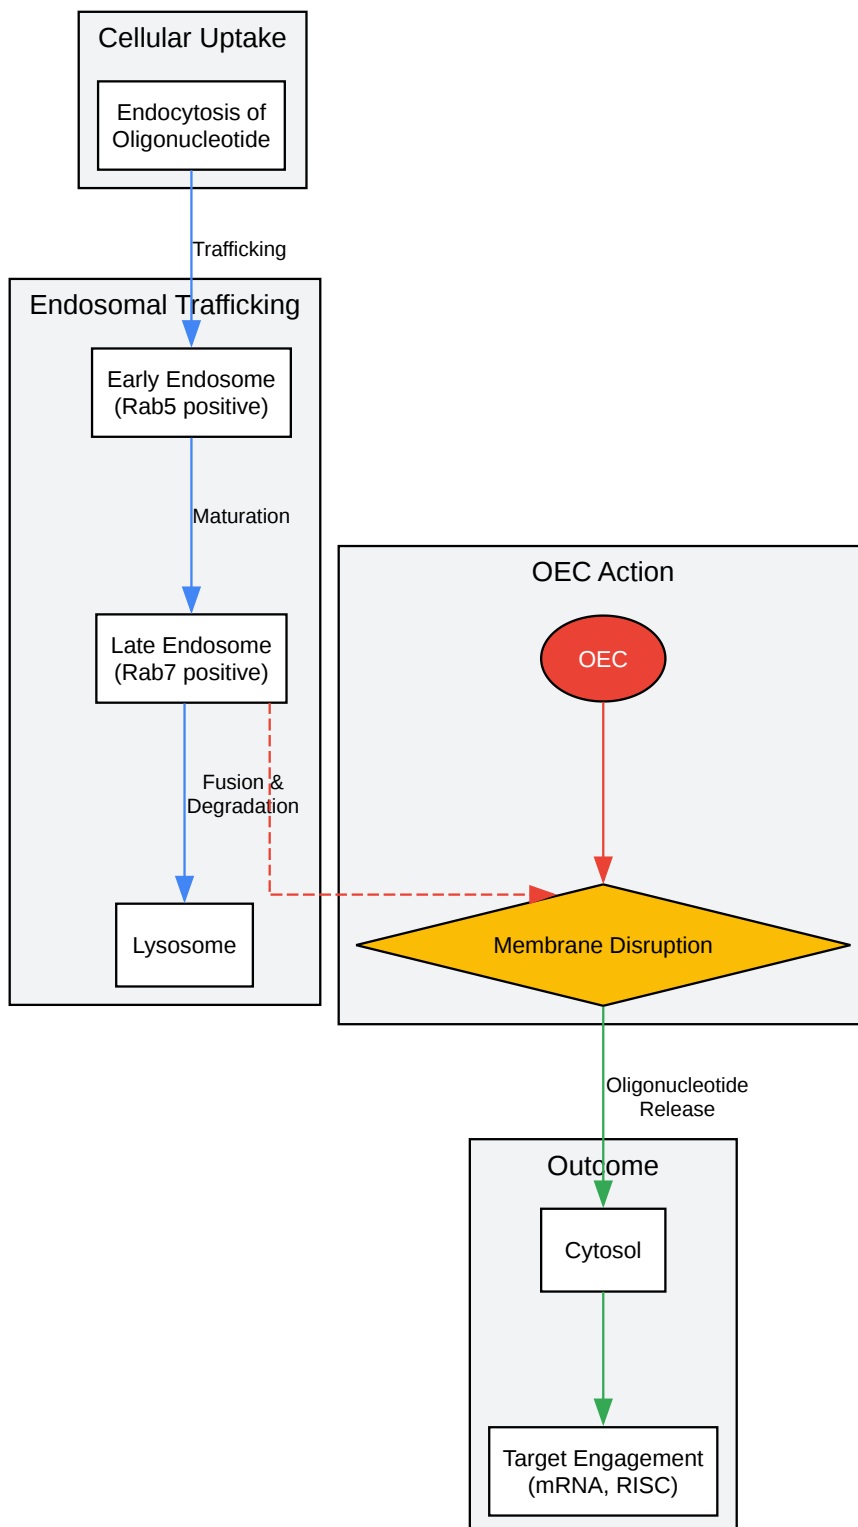 Cellular Uptake
Endocytosis of
Oligonucleotide
Trafficking
Endosomal Trafficking
Early Endosome
(Rab5 positive)
Maturation
Late Endosome
(Rab7 positive)
Fusion &
Degradation
Lysosome
OEC Action
OEC
Membrane Disruption
Oligonucleotide
Release
Outcome
Cytosol
Target Engagement
(mRNA, RISC)